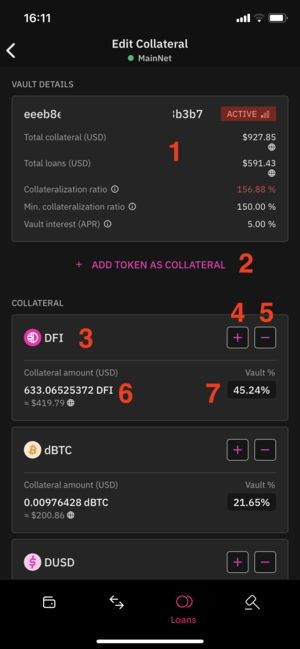 16:11
Edit Collateral
MainNet
VAULT DETAILS
eeeb8e b3b7 ACTIVE
Total collateral (USD) $927.85
1
Total loans (USD) $591.43
Collateralization ratio 156.88 %
Min. collateralization ratio 150.00 %
Vault interest (APR) 5.00 %
+ ADD TOKEN AS COLLATERAL 2
COLLATERAL 4 5
DFI 3 + −
Collateral amount (USD) Vault %
633.06525372 DFI 6 7 45.24%
≈ $419.79
dBTC + −
Collateral amount (USD) Vault %
0.00976428 dBTC 21.65%
≈ $200.86
DUSD + −
Loans